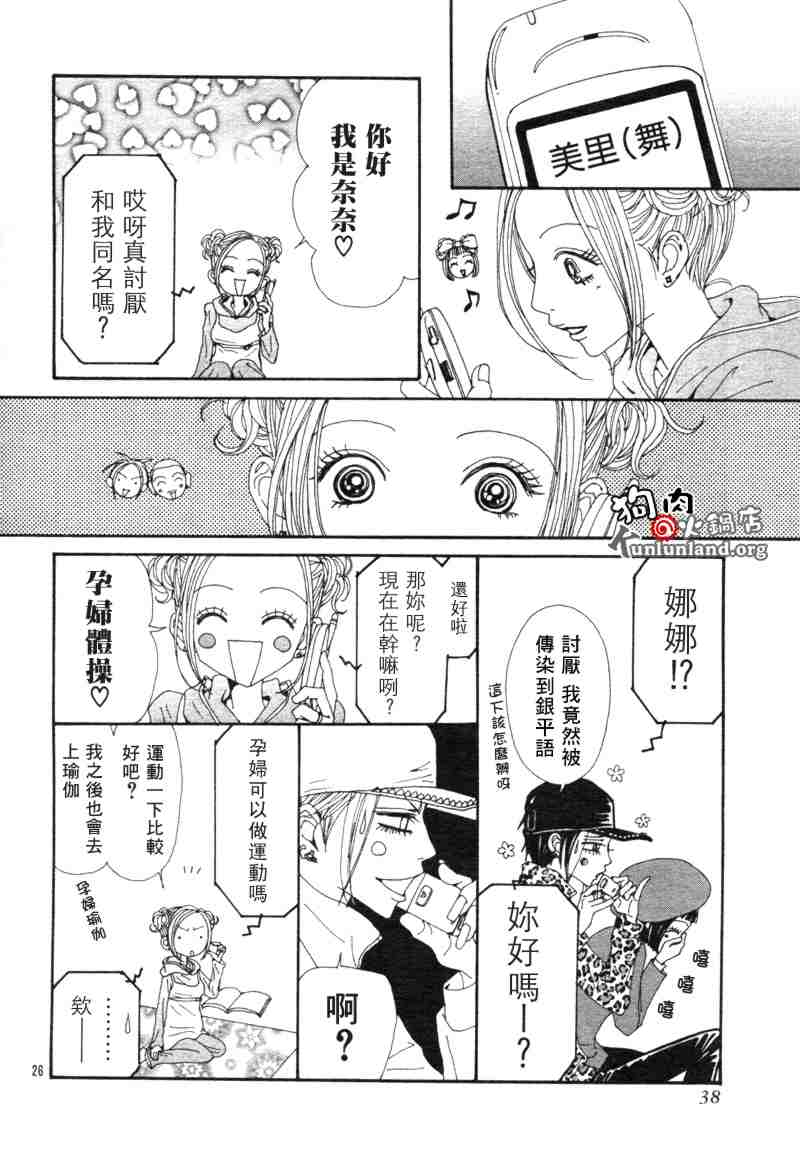 美里(舞)
你好
我是奈奈♡
哎呀真討厭
和我同名嗎?
狗肉
火鍋店
Kunlunland.org
娜娜!?
討厭 我竟然被
傳染到銀平語
這下該怎麼辦呀
妳好嗎—?
嘻
嘻
嘻
還好啦
那妳呢?
現在在幹嘛咧?
孕婦體操♡
啊?
孕婦可以做運動嗎
運動一下比較
好吧?
我之後也會去
上瑜伽
孕婦瑜伽
………
欸—
26
38